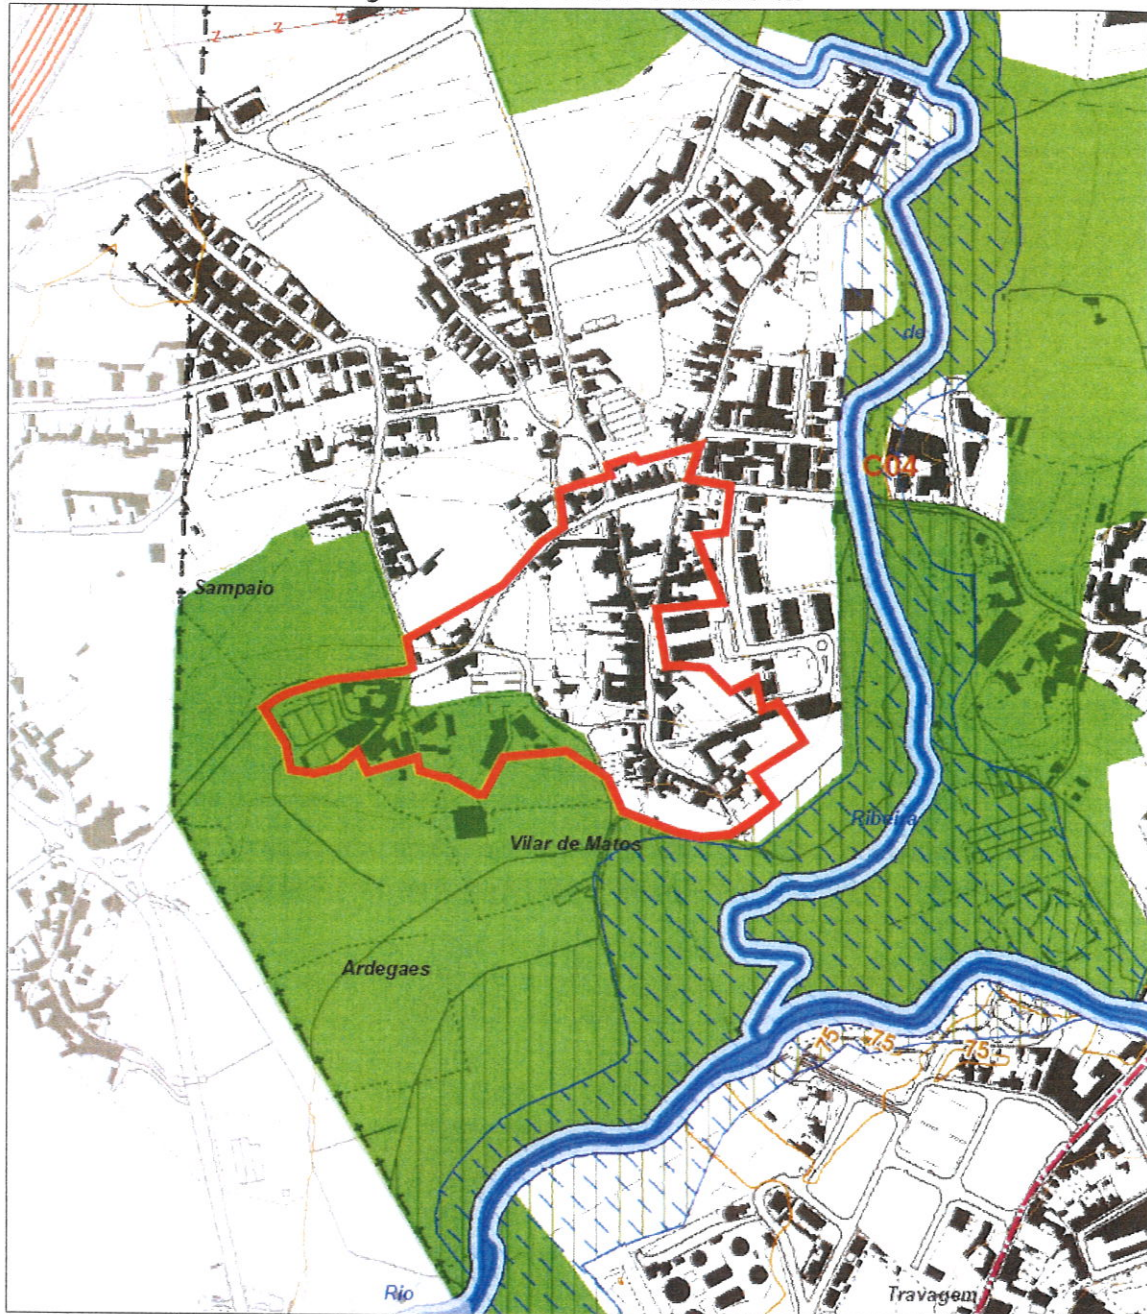 Z
Z
Z
de
C04
Sampaio
Ribeira
Vilar de Matos
Ardegaes
75
75
75
Rio
Travagem